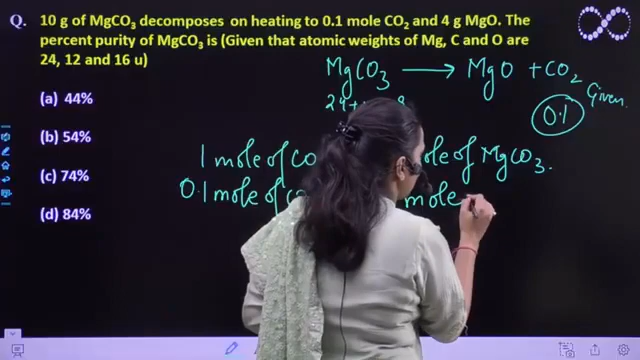 Q. 10 g of MgCO3 decomposes on heating to 0.1 mole CO2 and 4 g MgO. The
percent purity of MgCO3 is (Given that atomic weights of Mg, C and O are
24, 12 and 16 u)
(a) 44%
(b) 54%
(c) 74%
(d) 84%
MgCO3 → MgO + CO2
Given
0.1
24+
1 mole of CO mole of MgCO3.
0.1 mole of mole